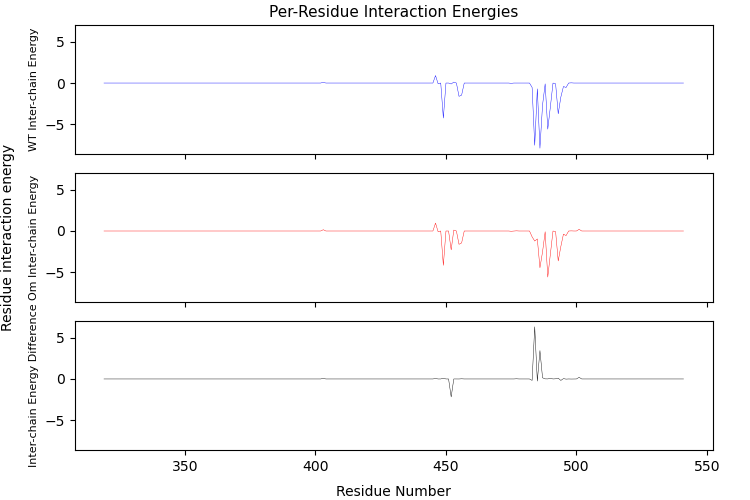 Per-Residue Interaction Energies
Residue interaction energy
WT Inter-chain Energy
5
0
−5
Om Inter-chain Energy
5
0
−5
Inter-chain Energy Difference
5
0
−5
350
400
450
500
550
Residue Number